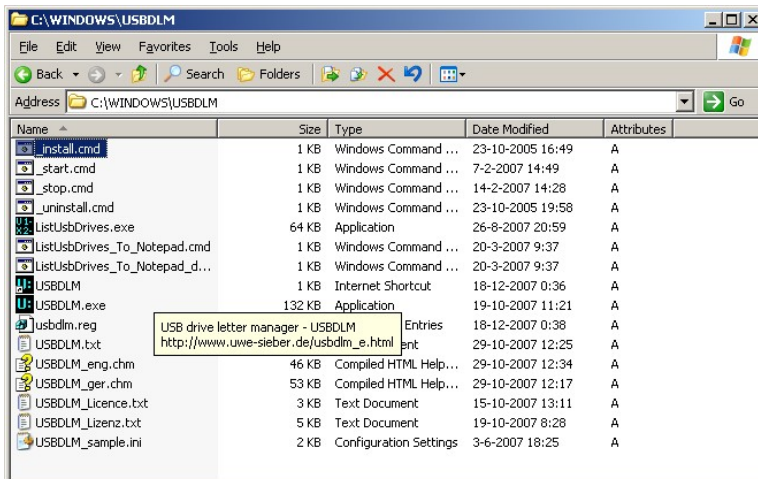 C:\WINDOWS\USBDLM
File Edit View Favorites Tools Help
Back Search Folders
Address C:\WINDOWS\USBDLM Go
Name Size Type Date Modified Attributes
_install.cmd 1 KB Windows Command ... 23-10-2005 16:49 A
_start.cmd 1 KB Windows Command ... 7-2-2007 14:49 A
_stop.cmd 1 KB Windows Command ... 14-2-2007 14:28 A
_uninstall.cmd 1 KB Windows Command ... 23-10-2005 19:58 A
ListUsbDrives.exe 64 KB Application 26-8-2007 20:59 A
ListUsbDrives_To_Notepad.cmd 1 KB Windows Command ... 20-3-2007 9:37 A
ListUsbDrives_To_Notepad_d... 1 KB Windows Command ... 20-3-2007 9:37 A
USBDLM 1 KB Internet Shortcut 18-12-2007 0:36 A
USBDLM.exe 132 KB Application 19-10-2007 11:21 A
usbdlm.reg Entries 18-12-2007 0:38 A
USB drive letter manager - USBDLM
http://www.uwe-sieber.de/usbdlm_e.html
USBDLM.txt ent 29-10-2007 12:25 A
USBDLM_eng.chm 46 KB Compiled HTML Help... 29-10-2007 12:34 A
USBDLM_ger.chm 53 KB Compiled HTML Help... 29-10-2007 12:17 A
USBDLM_Licence.txt 3 KB Text Document 15-10-2007 13:11 A
USBDLM_Lizenz.txt 5 KB Text Document 19-10-2007 8:28 A
USBDLM_sample.ini 2 KB Configuration Settings 3-6-2007 18:25 A